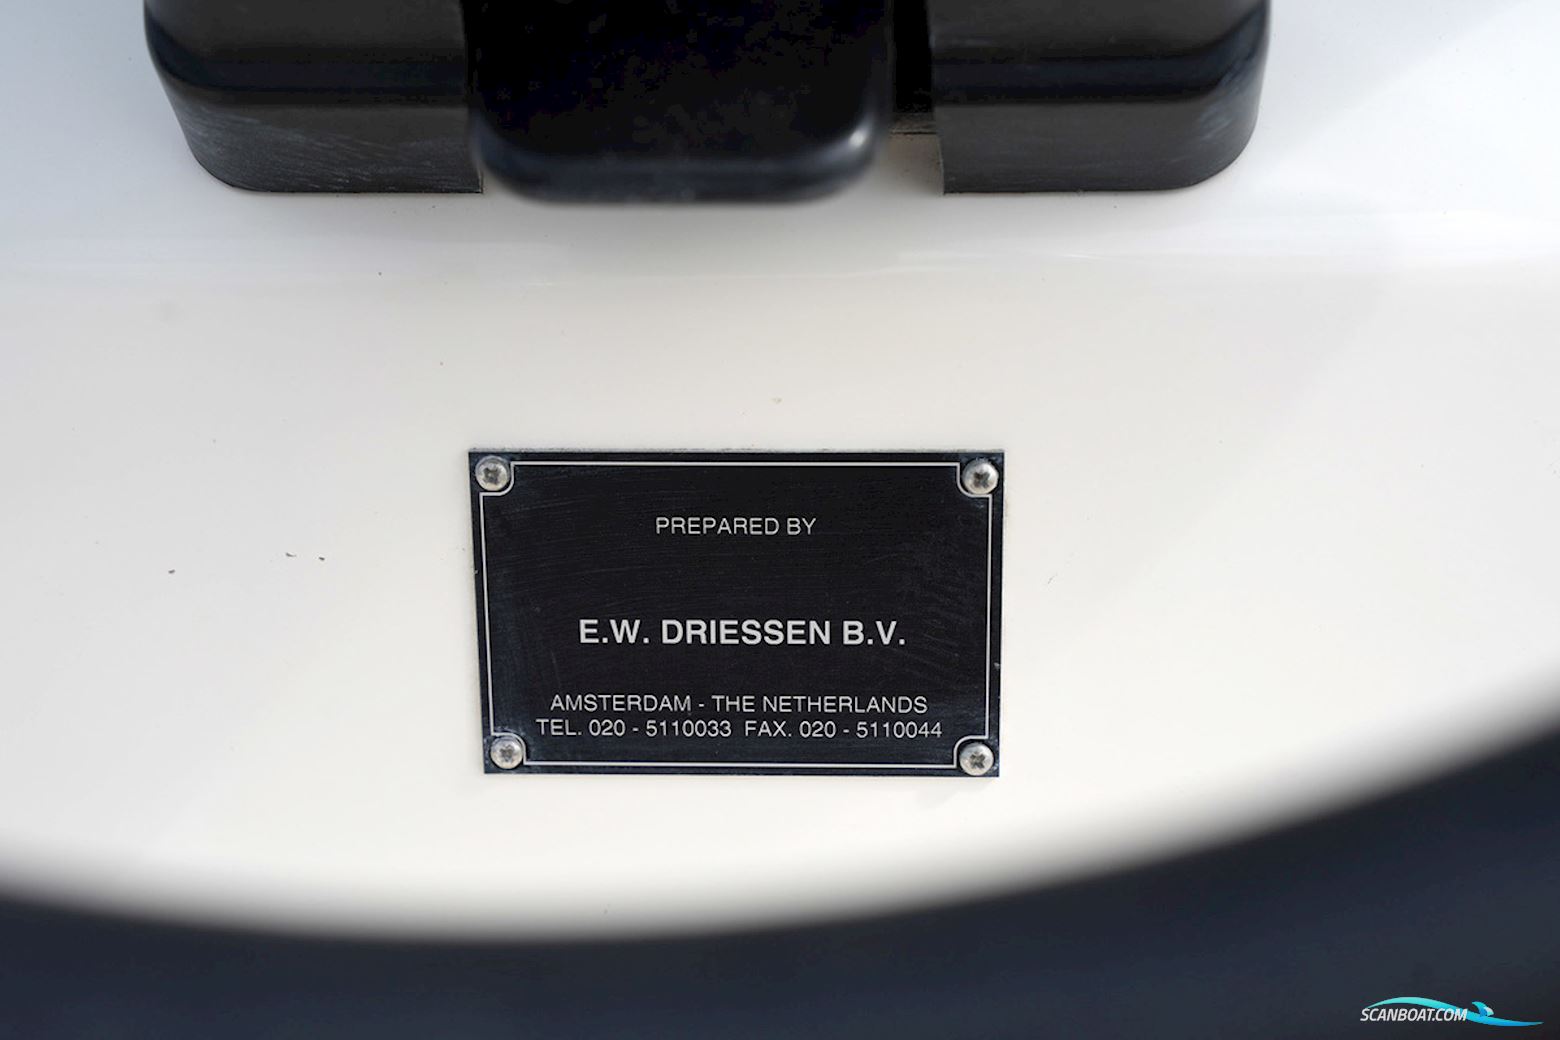 PREPARED BY
E.W. DRIESSEN B.V.
AMSTERDAM - THE NETHERLANDS
TEL. 020 - 5110033 FAX. 020 - 5110044
SCANBOAT.COM